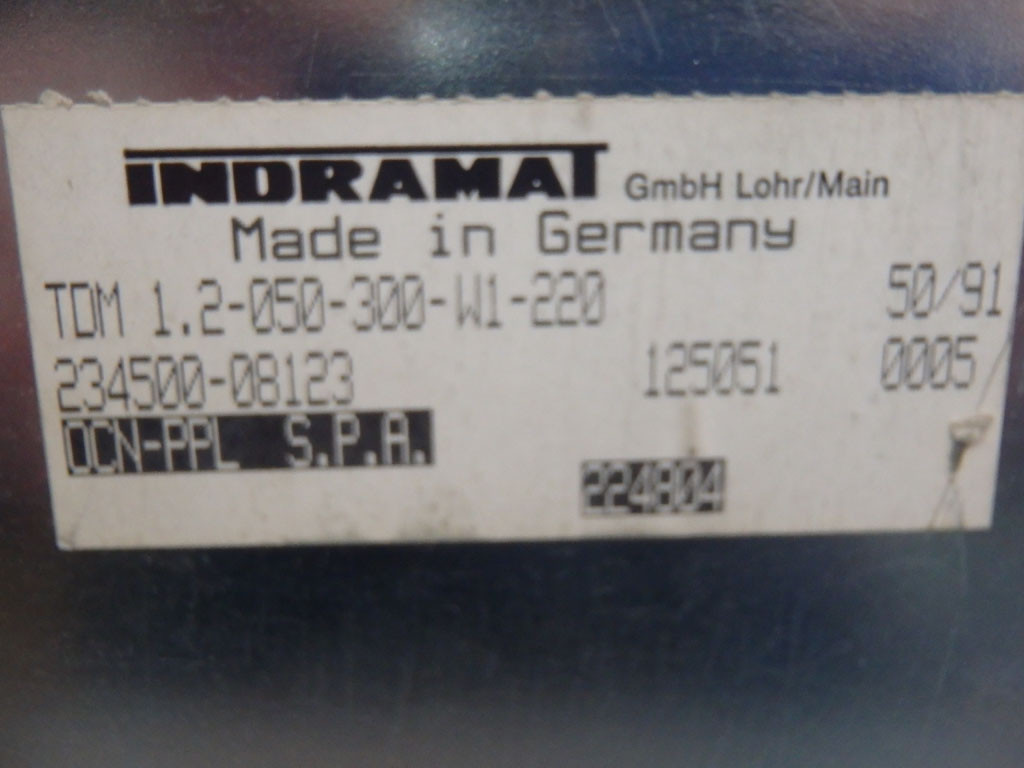 INDRAMAT GmbH Lohr/Main
Made in Germany
TDM 1.2-050-300-W1-220 50/91
234500-08123 125051 0005
OCN-PPL S.P.A.
224804